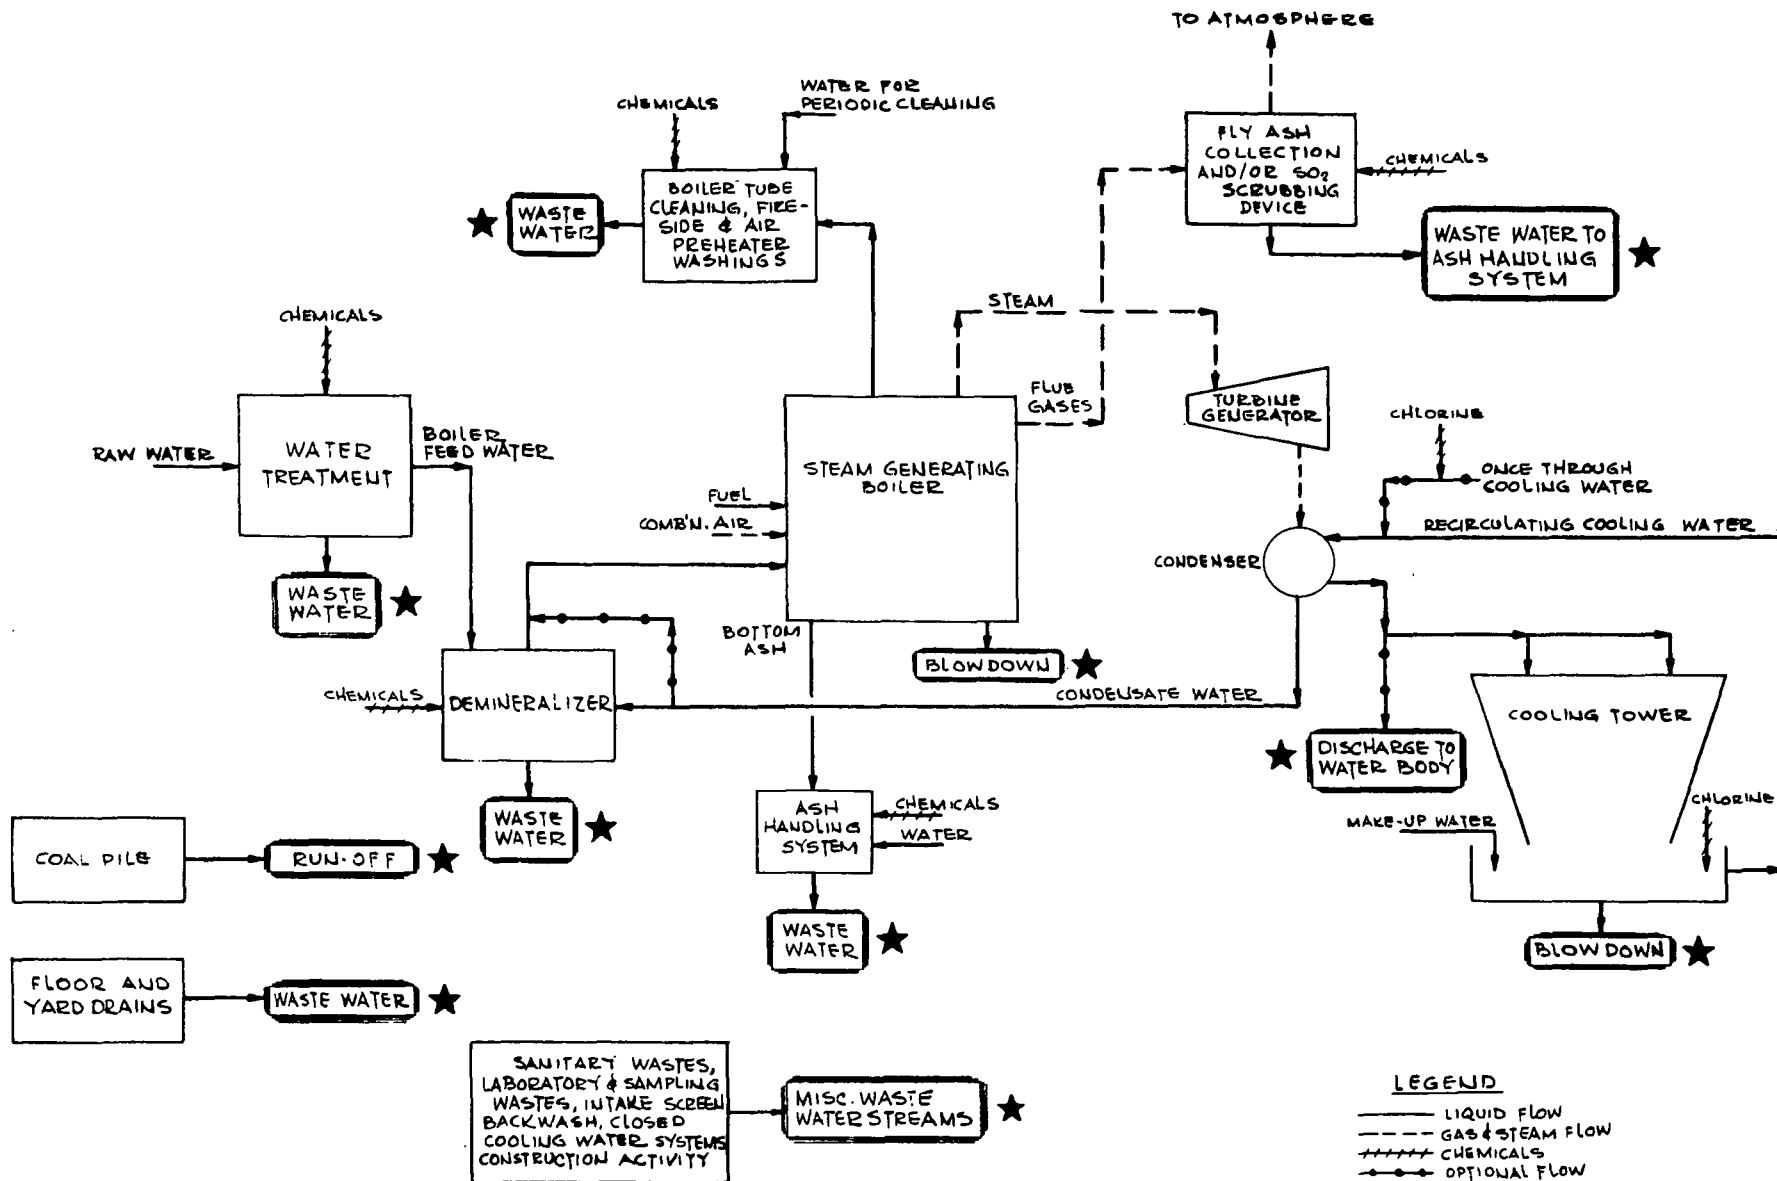 TO ATMOSPHERE
WATER FOR
PERIODIC CLEANING
CHEMICALS
FLY ASH
COLLECTION
AND/OR SO2
SCRUBBING
DEVICE
CHEMICALS
BOILER TUBE
CLEANING, FIRE-
SIDE & AIR
PREHEATER
WASHINGS
WASTE
WATER
WASTE WATER TO
ASH HANDLING
SYSTEM
STEAM
CHEMICALS
FLUE
GASES
TURBINE
GENERATOR
CHLORINE
RAW WATER
WATER
TREATMENT
BOILER
FEED WATER
STEAM GENERATING
BOILER
ONCE THROUGH
COOLING WATER
FUEL
COMB'N. AIR
RECIRCULATING COOLING WATER
CONDENSER
WASTE
WATER
BOTTOM
ASH
BLOW DOWN
CHEMICALS
DEMINERALIZER
CONDENSATE WATER
COOLING TOWER
DISCHARGE TO
WATER BODY
WASTE
WATER
ASH
HANDLING
SYSTEM
CHEMICALS
WATER
MAKE-UP WATER
CHLORINE
COAL PILE
RUN-OFF
WASTE
WATER
BLOW DOWN
FLOOR AND
YARD DRAINS
WASTE WATER
SANITARY WASTES,
LABORATORY & SAMPLING
WASTES, INTAKE SCREEN
BACKWASH, CLOSED
COOLING WATER SYSTEMS
CONSTRUCTION ACTIVITY
MISC. WASTE
WATER STREAMS
LEGEND
LIQUID FLOW
GAS & STEAM FLOW
CHEMICALS
OPTIONAL FLOW